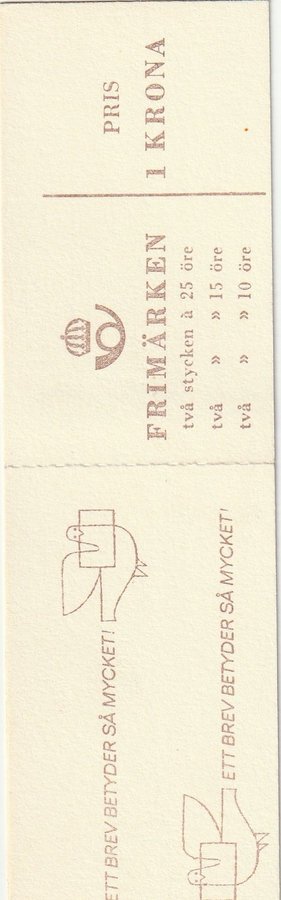 FRIMÄRKEN
två stycken à 25 öre
två » » 15 öre
två » » 10 öre
PRIS
1 KRONA
ETT BREV BETYDER SÅ MYCKET!
ETT BREV BETYDER SÅ MYCKET!